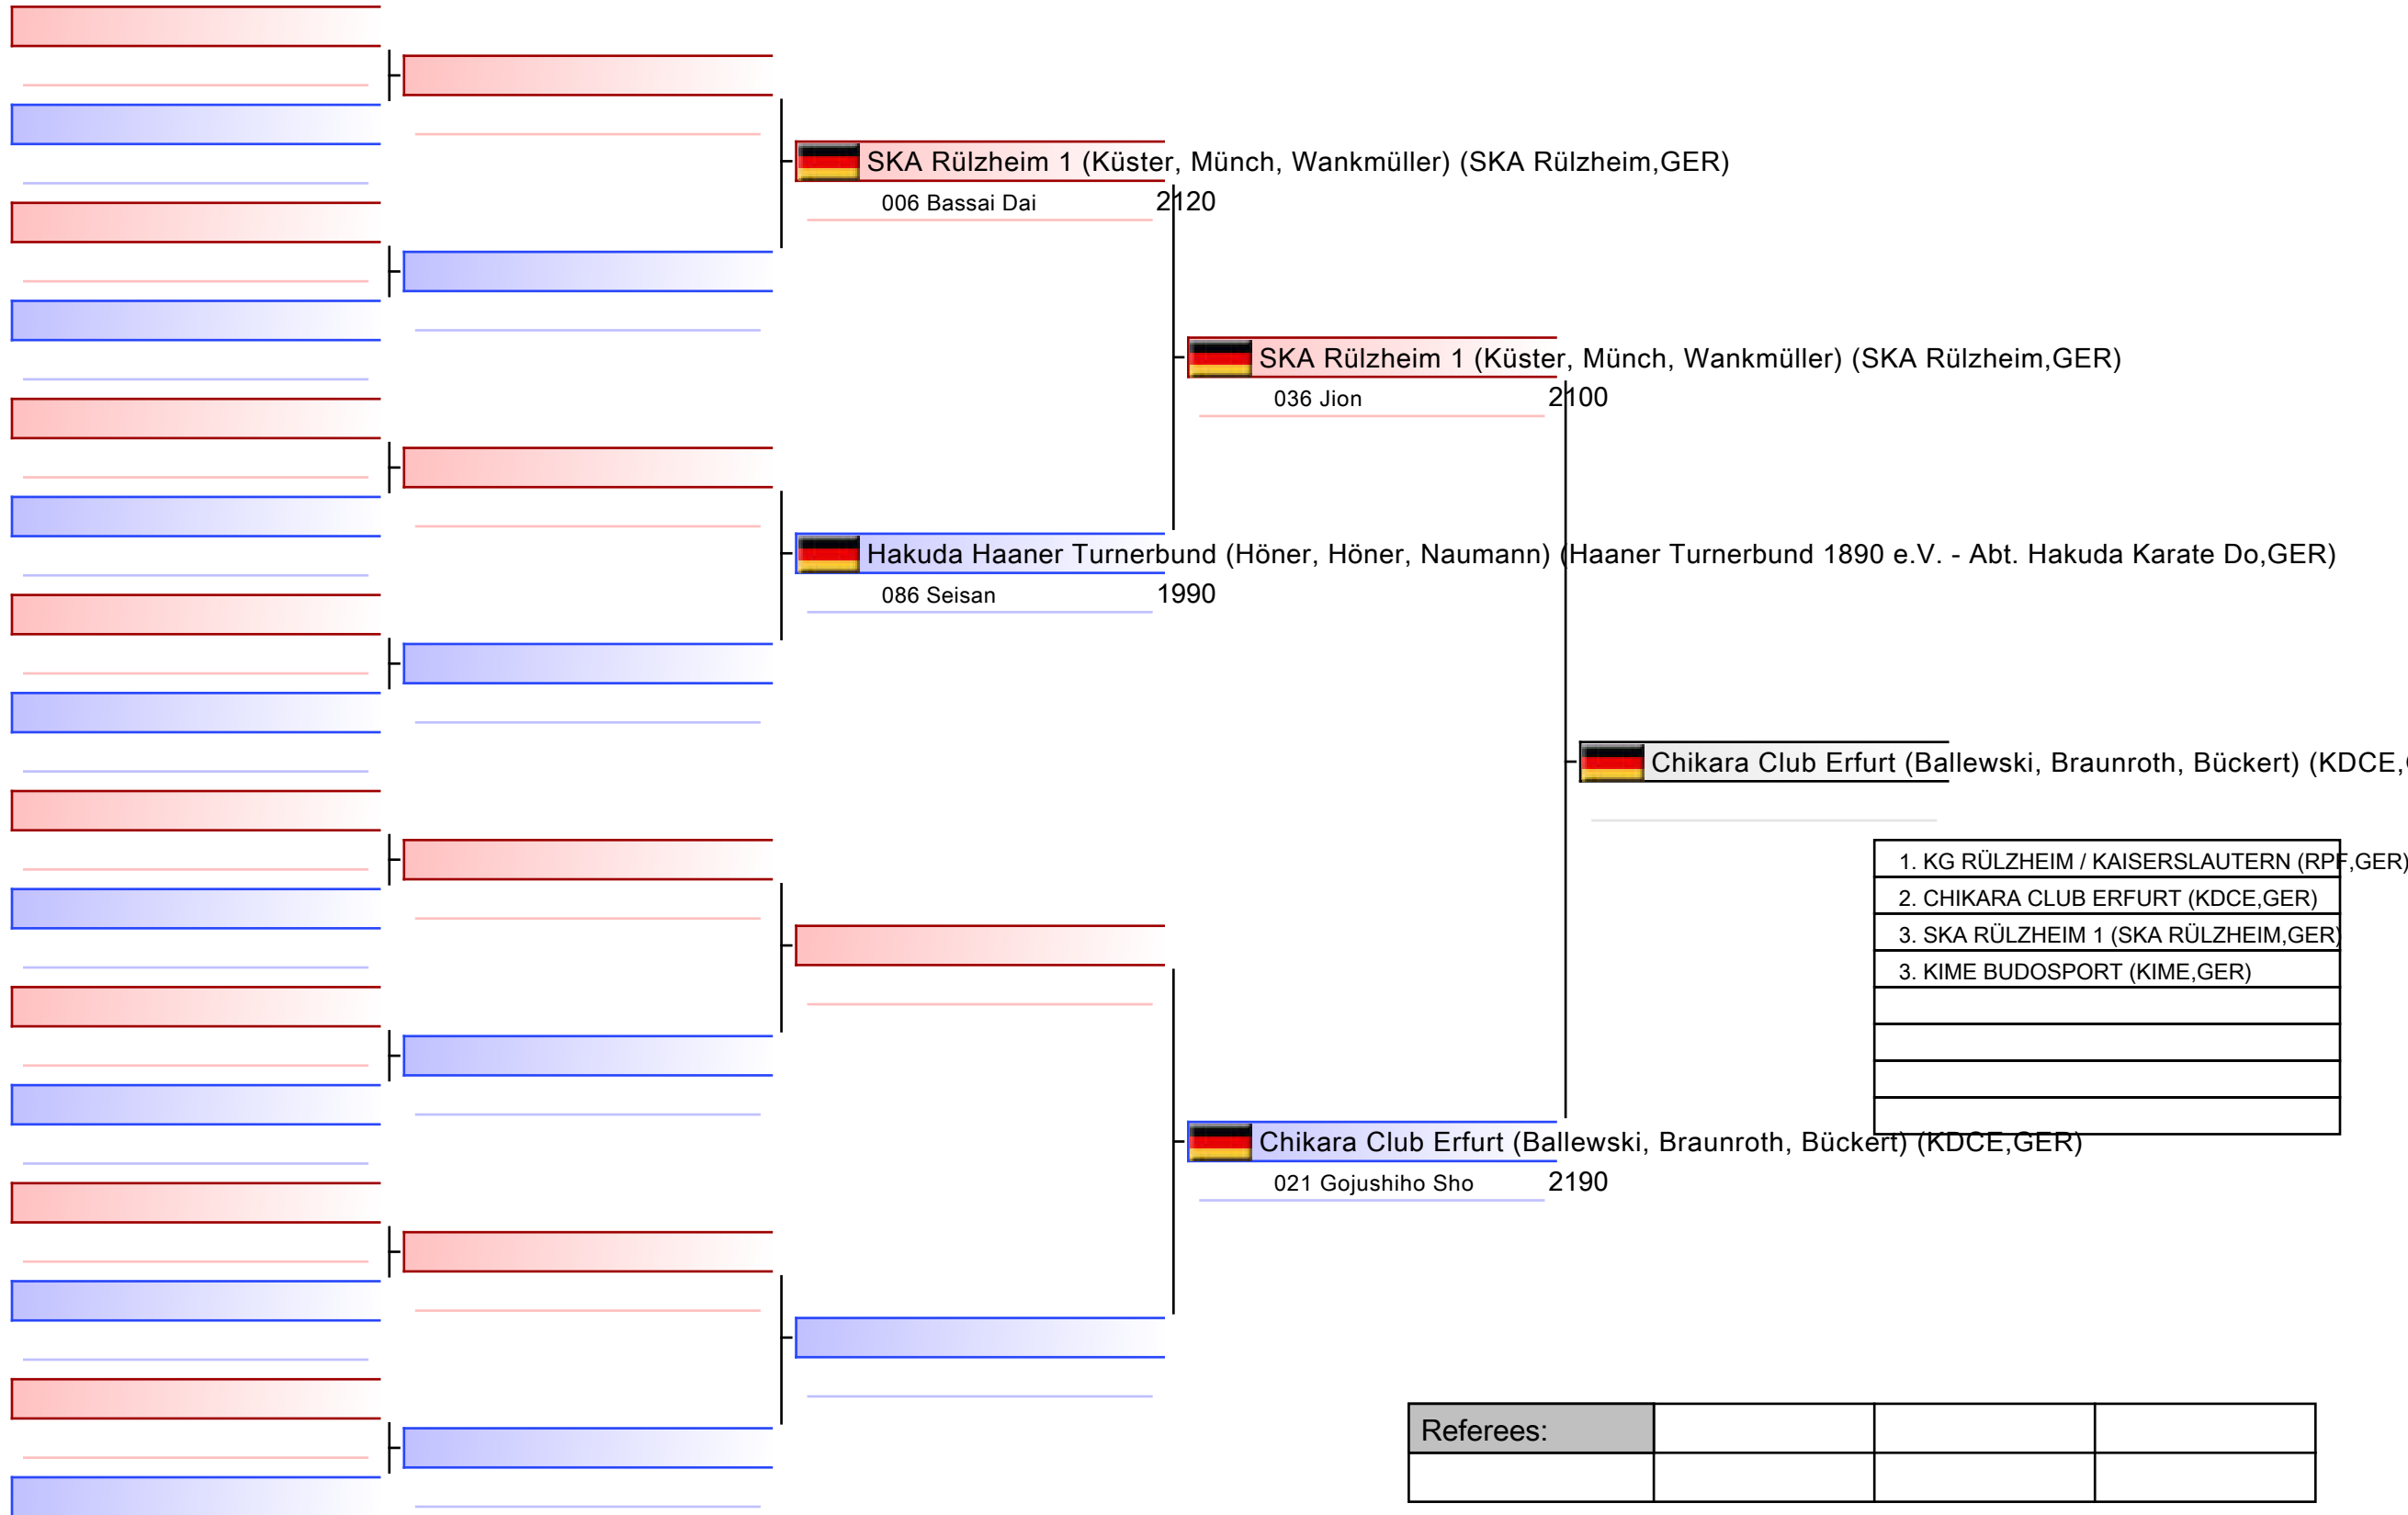 SKA Rülzheim 1 (Küster, Münch, Wankmüller) (SKA Rülzheim,GER)
006 Bassai Dai 2120
SKA Rülzheim 1 (Küster, Münch, Wankmüller) (SKA Rülzheim,GER)
036 Jion 2100
Hakuda Haaner Turnerbund (Höner, Höner, Naumann) (Haaner Turnerbund 1890 e.V. - Abt. Hakuda Karate Do,GER)
086 Seisan 1990
Chikara Club Erfurt (Ballewski, Braunroth, Bückert) (KDCE,
1. KG RÜLZHEIM / KAISERSLAUTERN (RPF,GER)
2. CHIKARA CLUB ERFURT (KDCE,GER)
3. SKA RÜLZHEIM 1 (SKA RÜLZHEIM,GER)
3. KIME BUDOSPORT (KIME,GER)
Chikara Club Erfurt (Ballewski, Braunroth, Bückert) (KDCE,GER)
021 Gojushiho Sho 2190
Referees: